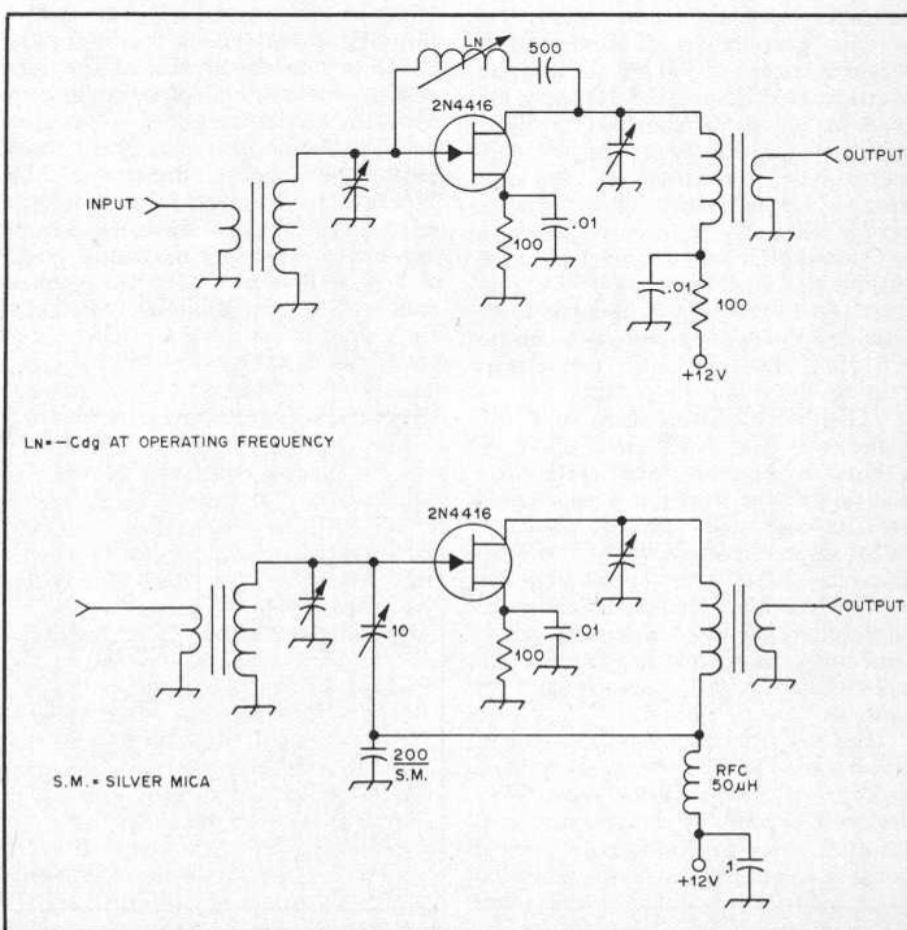 LN
500
2N4416
OUTPUT
INPUT
.01
100
.01
100
+12V
LN=-Cdg AT OPERATING FREQUENCY
2N4416
OUTPUT
10
.01
100
200
S.M.
RFC
50μH
S.M. = SILVER MICA
+12V
.1